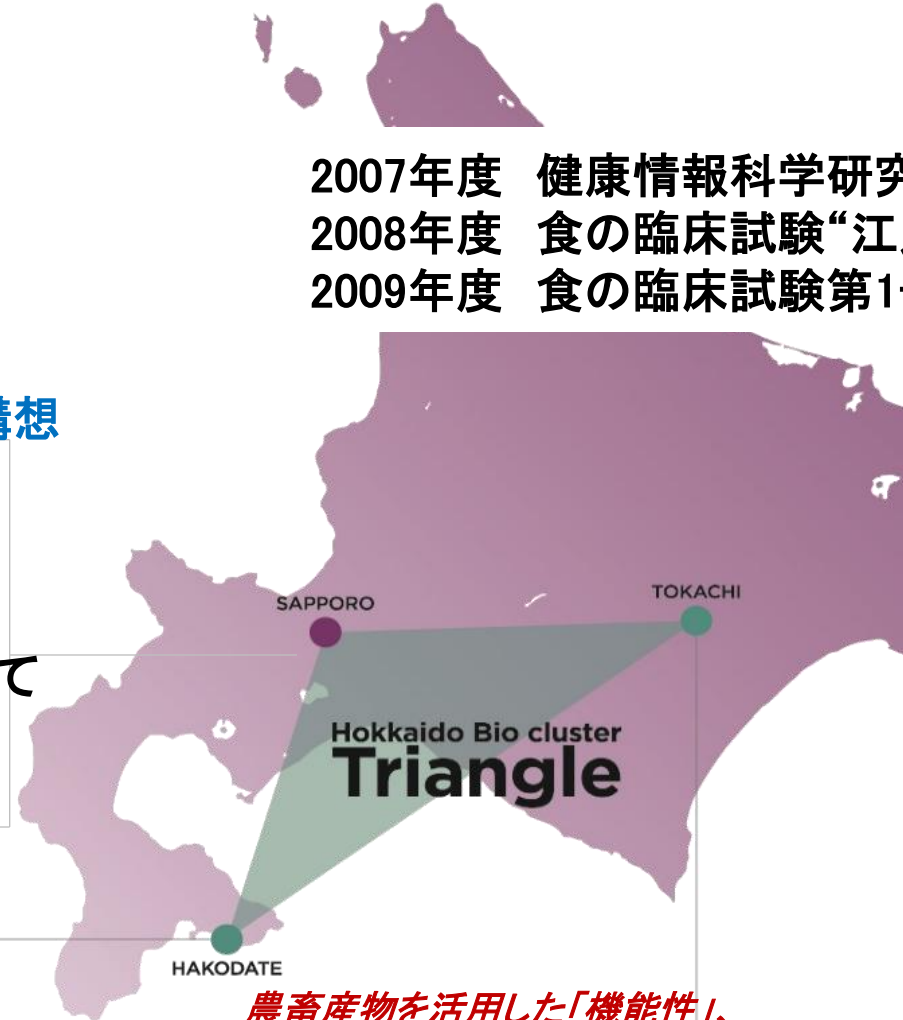 2007年度　健康情報科学研究
2008年度　食の臨床試験“江
2009年度　食の臨床試験第1
構想
SAPPORO
TOKACHI
て
Hokkaido Bio cluster
Triangle
HAKODATE
農畜産物を活用した「機能性」、